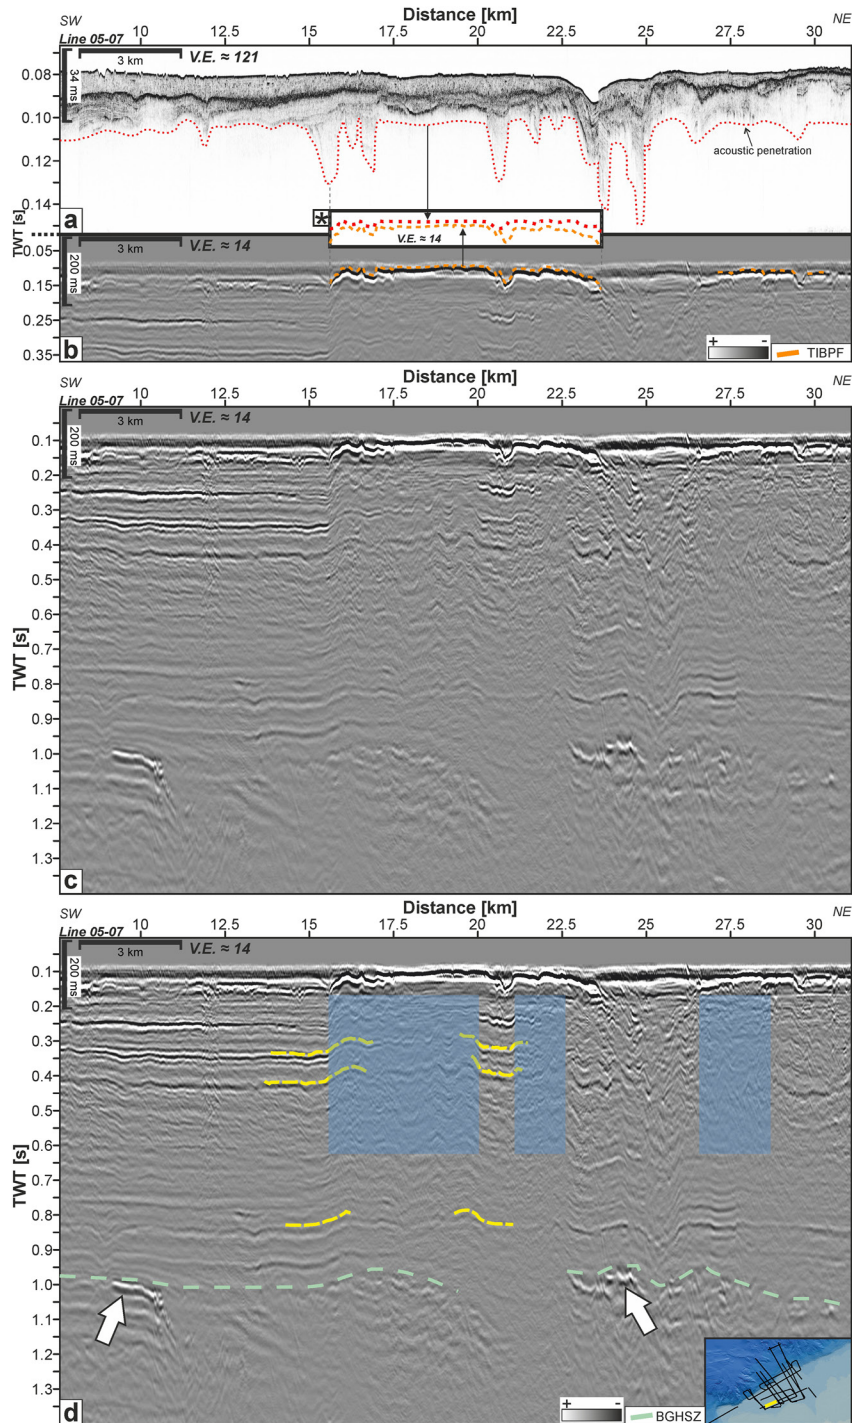 Distance [km]
SW
NE
Line 05-07
10 12.5 15 17.5 20 22.5 25 27.5 30
3 km
V.E. ≈ 121
34 ms
0.08
0.10
0.12
0.14
acoustic penetration
a
*
V.E. ≈ 14
TWT [s]
3 km
V.E. ≈ 14
200 ms
0.05
0.15
0.25
0.35
b
+ -
TIBPF
Distance [km]
SW
NE
Line 05-07
10 12.5 15 17.5 20 22.5 25 27.5 30
3 km
V.E. ≈ 14
200 ms
0.1
0.2
0.3
0.4
0.5
0.6
0.7
0.8
0.9
1.0
1.1
1.2
1.3
TWT [s]
c
Distance [km]
SW
NE
Line 05-07
10 12.5 15 17.5 20 22.5 25 27.5 30
3 km
V.E. ≈ 14
200 ms
0.1
0.2
0.3
0.4
0.5
0.6
0.7
0.8
0.9
1.0
1.1
1.2
1.3
TWT [s]
d
+ -
BGHSZ